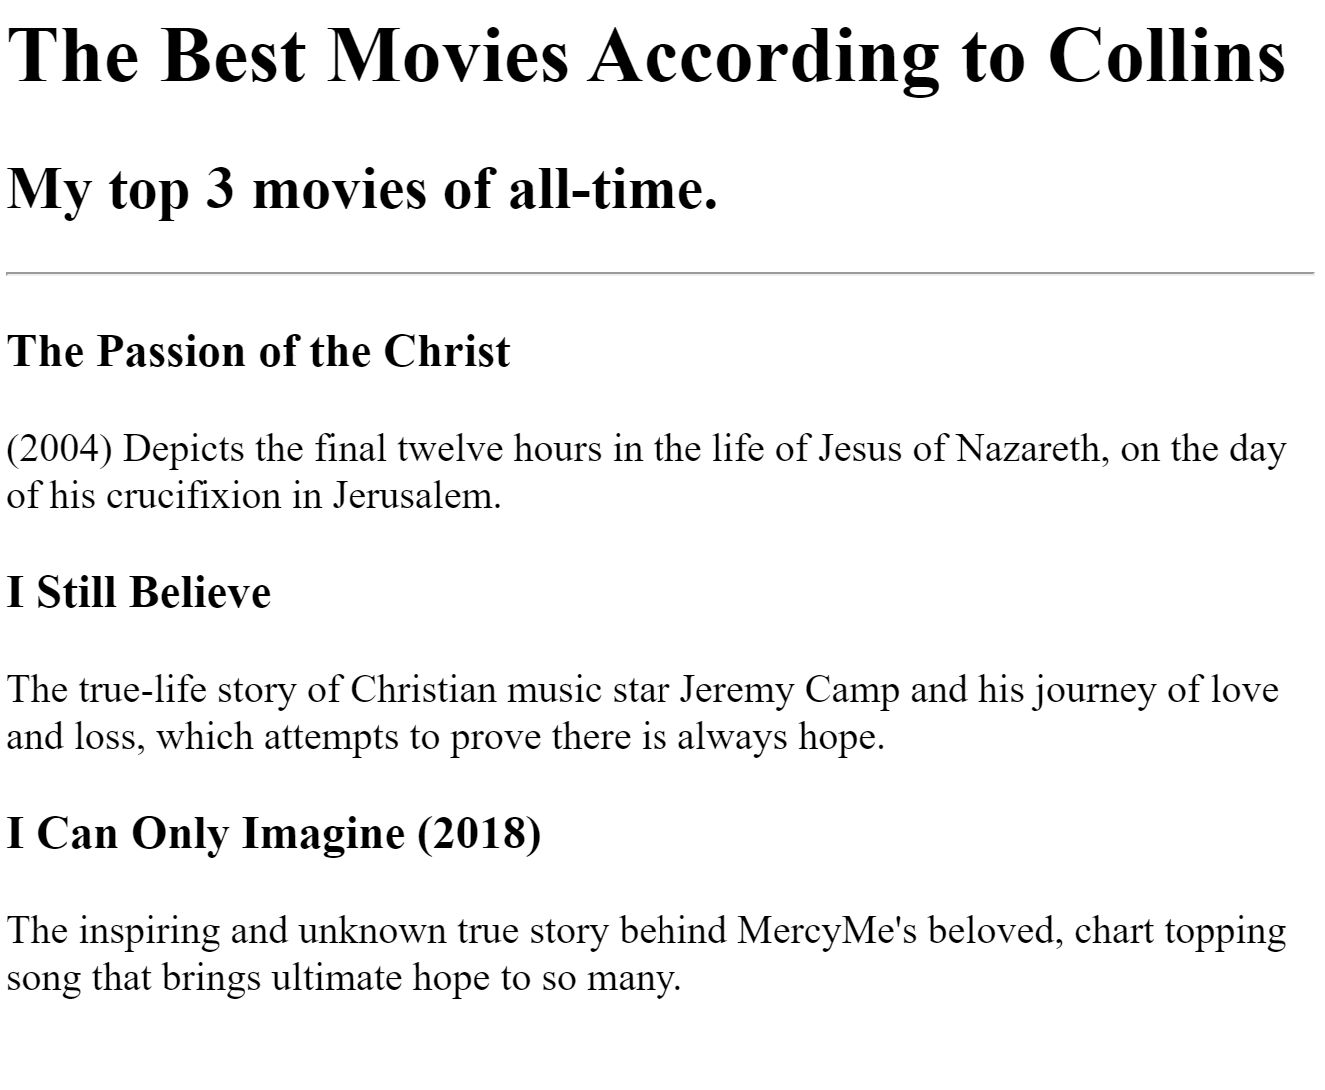 The Best Movies According to Collins
My top 3 movies of all-time.
The Passion of the Christ
(2004) Depicts the final twelve hours in the life of Jesus of Nazareth, on the day
of his crucifixion in Jerusalem.
I Still Believe
The true-life story of Christian music star Jeremy Camp and his journey of love
and loss, which attempts to prove there is always hope.
I Can Only Imagine (2018)
The inspiring and unknown true story behind MercyMe's beloved, chart topping
song that brings ultimate hope to so many.